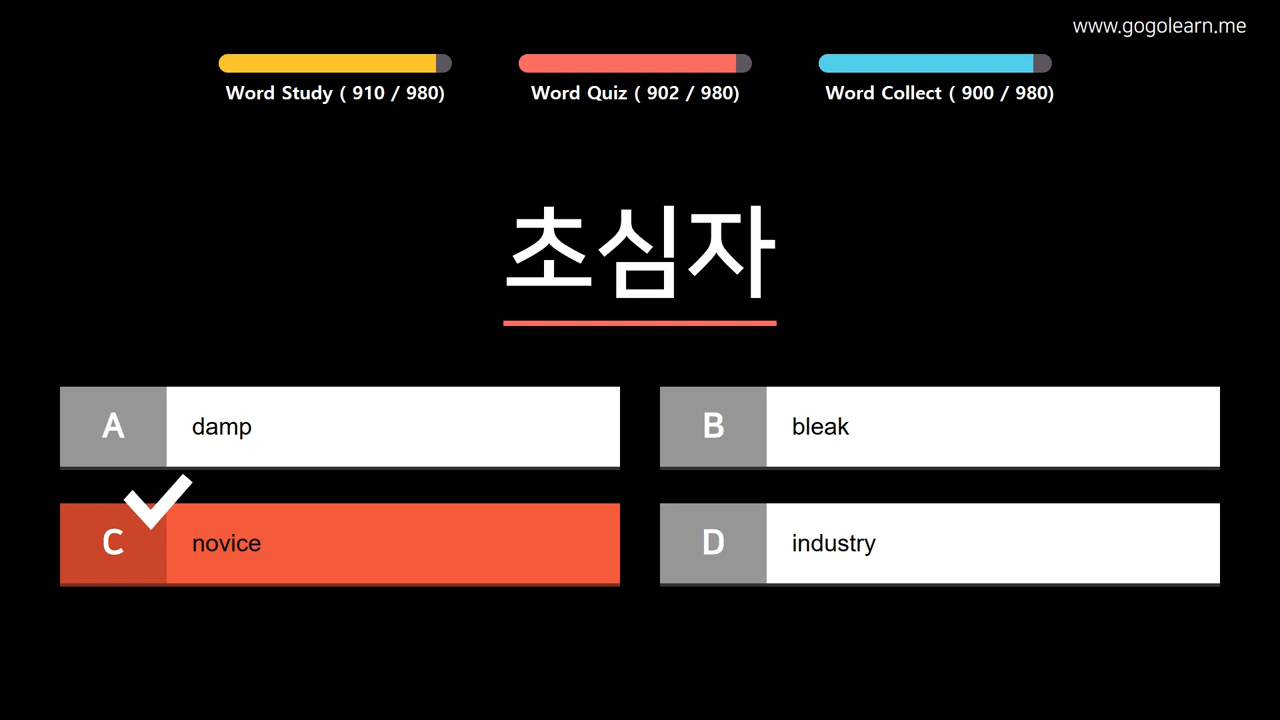 www.gogolearn.me
Word Study ( 910 / 980)
Word Quiz ( 902 / 980)
Word Collect ( 900 / 980)
초심자
A damp
B bleak
C novice
D industry